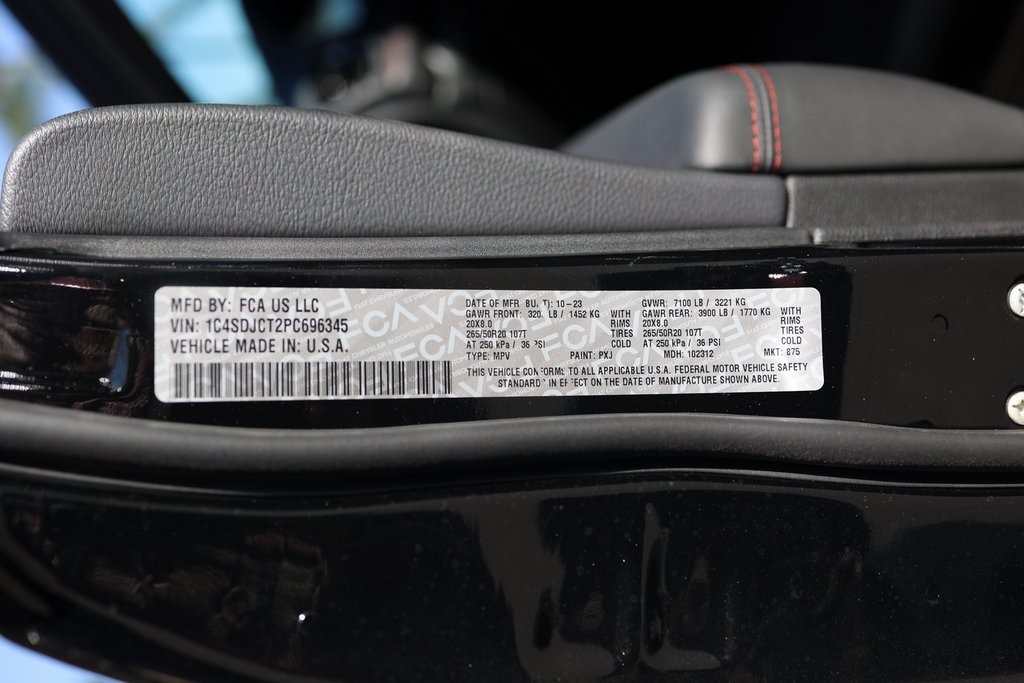 MFD BY: FCA US LLC
VIN: 1C4SDJCT2PC696345
VEHICLE MADE IN: U.S.A.
DATE OF MFR 10-23 GVWR: 7100 LB / 3221 KG
GAWR FRONT: LB / 1452 KG WITH GAWR REAR: 3900 LB / 1770 KG WITH
20X8.0 RIMS 20X8.0 RIMS
265/50R20 107T TIRES 265/50R20 107T TIRES
AT 250 kPa / 36 PSI COLD AT 250 kPa / 36 PSI COLD
TYPE: MPV PAINT: PXJ MDH: 102312 MKT: 875
THIS VEHICLE TO ALL APPLICABLE U.S.A. FEDERAL MOTOR VEHICLE SAFETY
STANDARD IN EFFECT ON THE DATE OF MANUFACTURE SHOWN ABOVE.